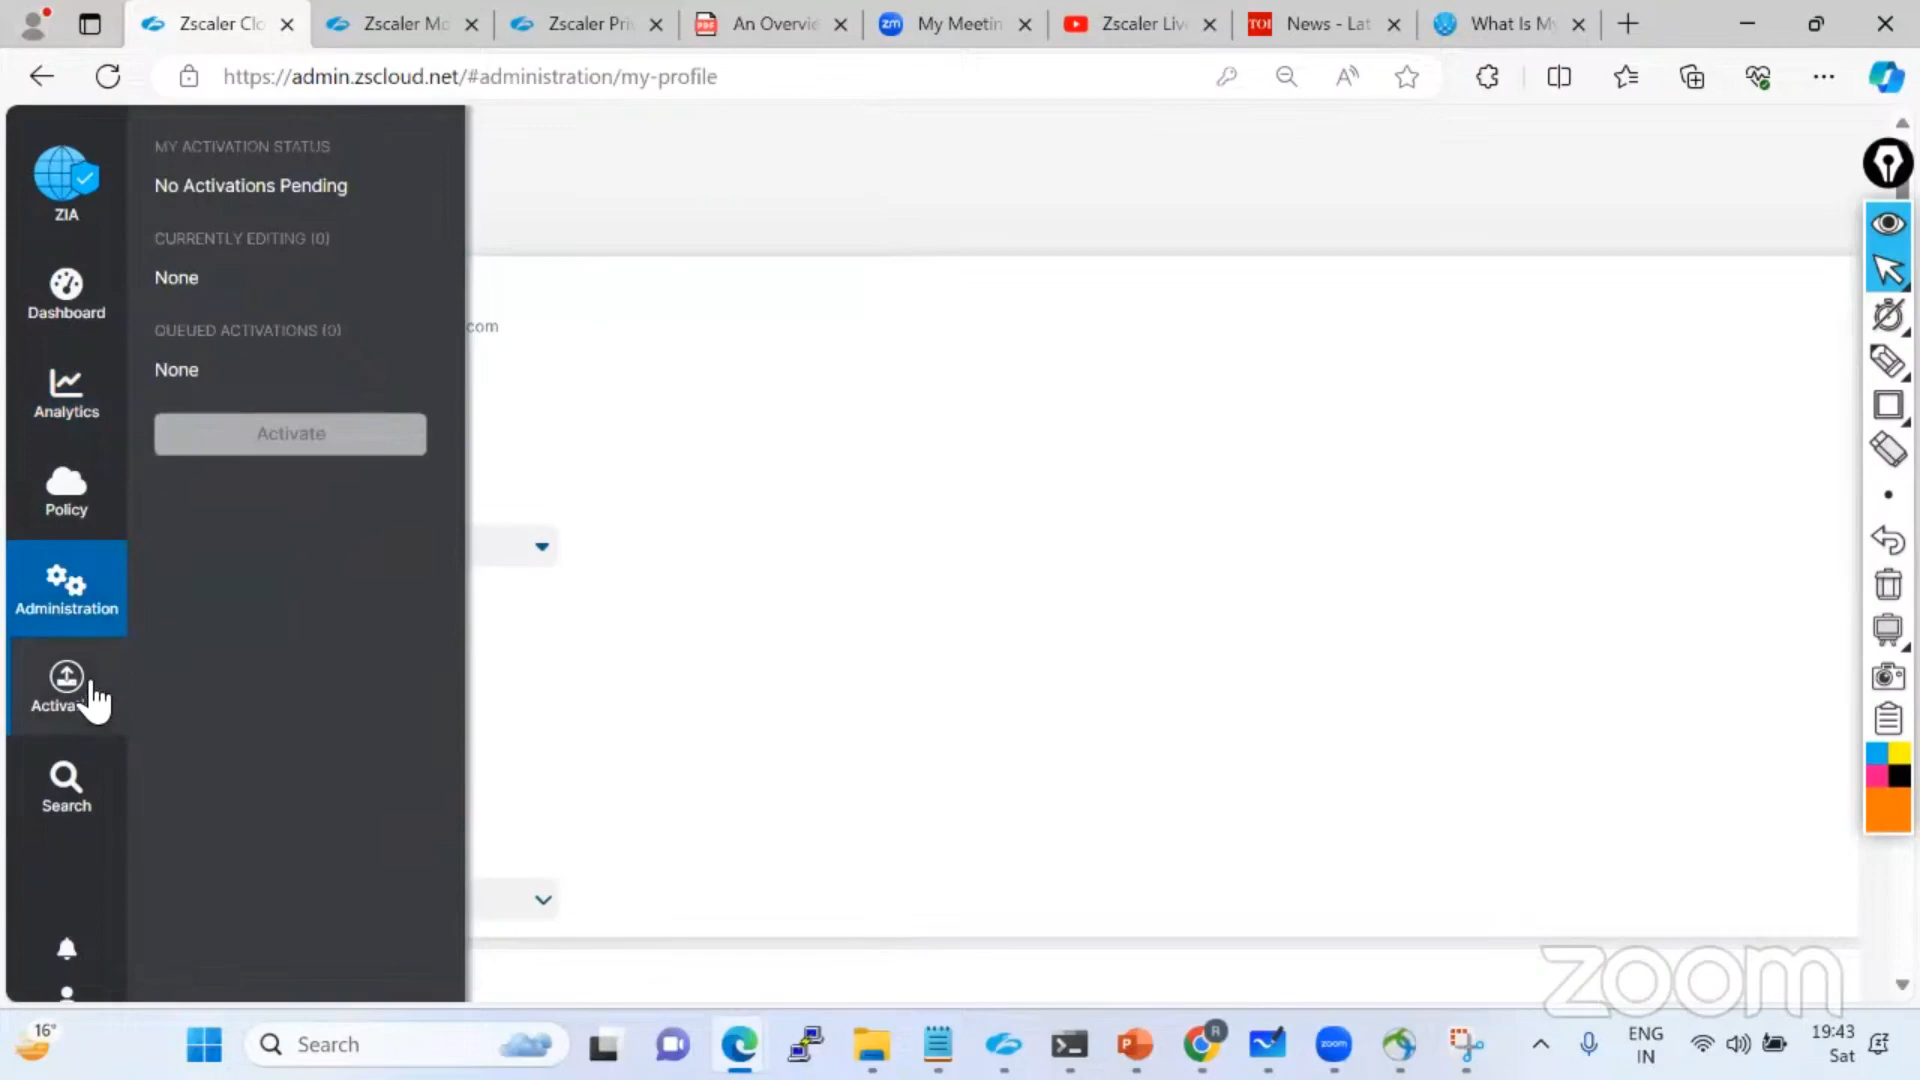 Zscaler Clo
Zscaler Mo
Zscaler Pri
An Overvie
My Meetin
Zscaler Liv
News - Lat
What Is My
https://admin.zscloud.net/#administration/my-profile
ZIA
Dashboard
Analytics
Policy
Administration
Activa
Search
MY ACTIVATION STATUS
No Activations Pending
CURRENTLY EDITING (0)
None
QUEUED ACTIVATIONS (0)
None
Activate
com
zoom
16°
Search
ENG
IN
19:43
Sat